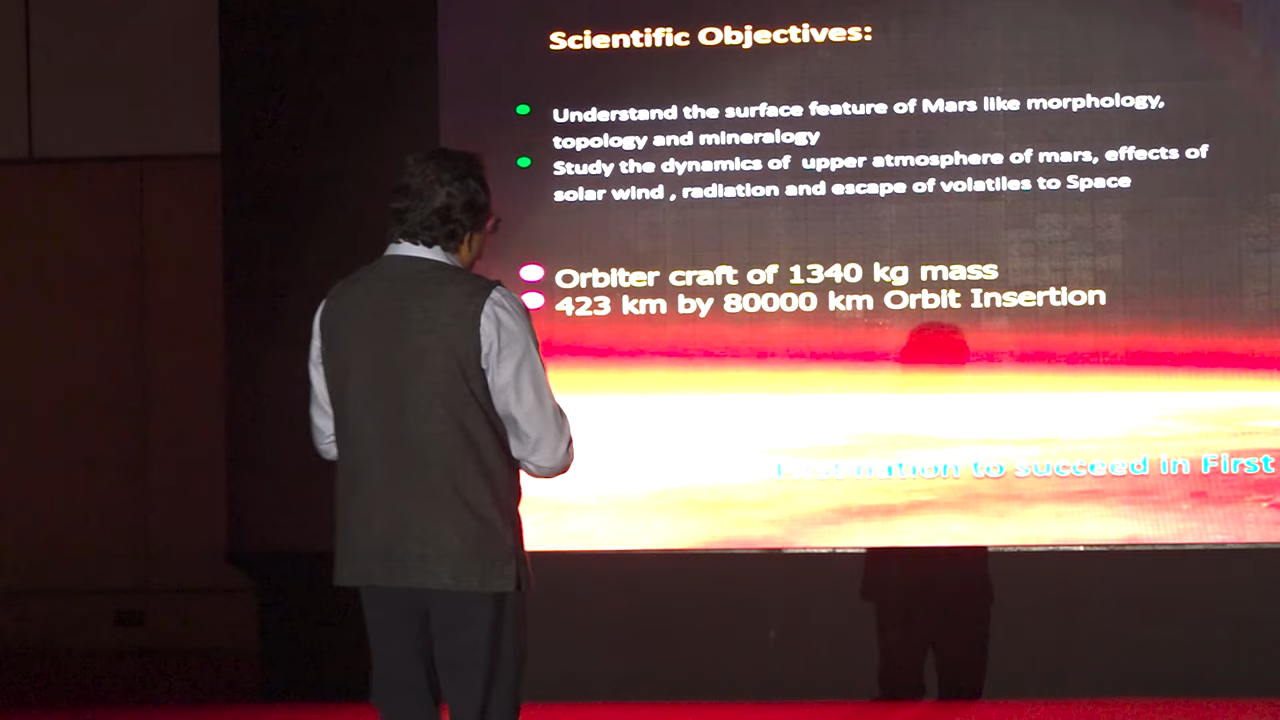 Scientific Objectives:
Understand the surface feature of Mars like morphology,
topology and mineralogy
Study the dynamics of upper atmosphere of mars, effects of
solar wind , radiation and escape of volatiles to Space
Orbiter craft of 1340 kg mass
423 km by 80000 km Orbit Insertion
First nation to succeed in First